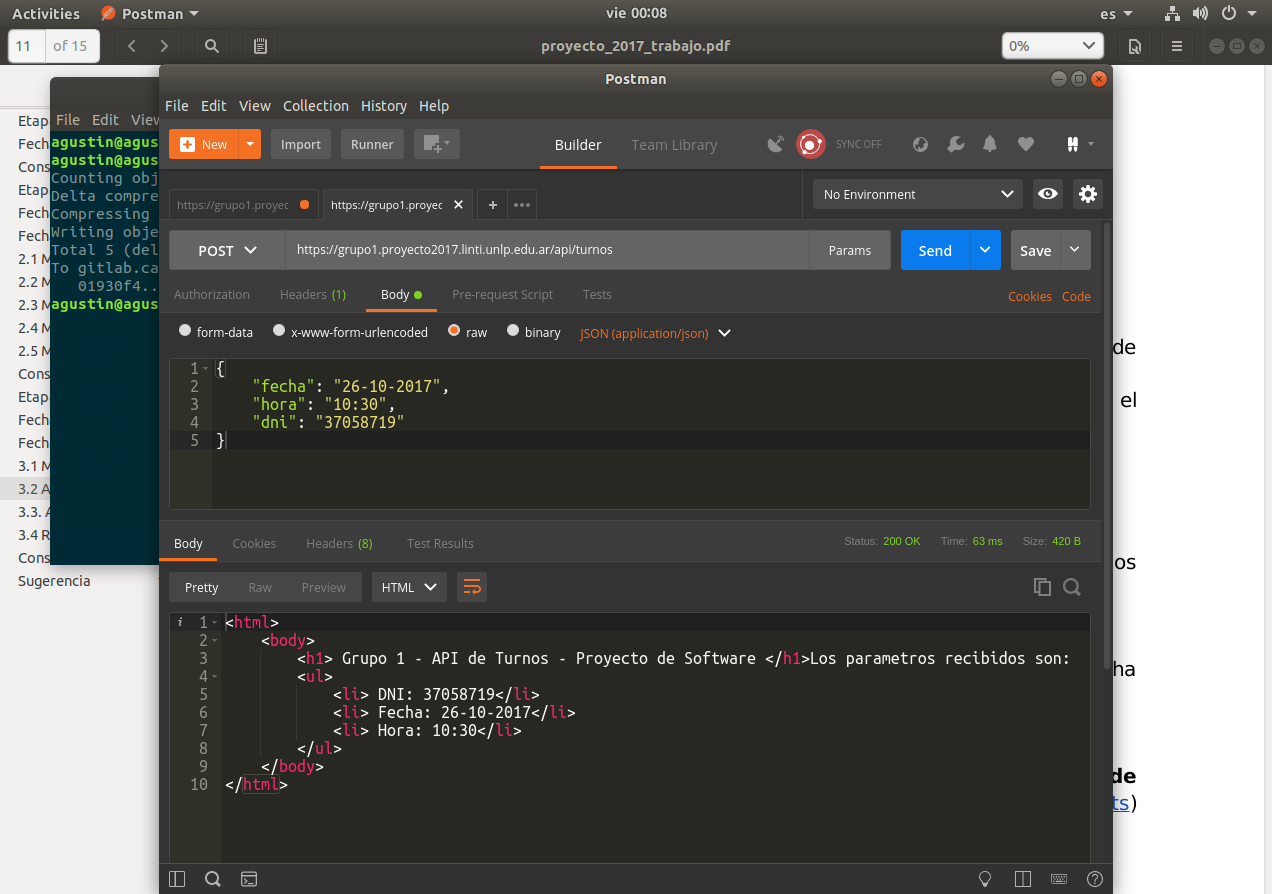 Activities Postman vie 00:08 es
11 of 15 proyecto_2017_trabajo.pdf 0%
Postman
File Edit View Collection History Help
New Import Runner Builder Team Library SYNC OFF
https://grupo1.proyec https://grupo1.proyec No Environment
POST https://grupo1.proyecto2017.linti.unlp.edu.ar/api/turnos Params Send Save
Authorization Headers (1) Body Pre-request Script Tests Cookies Code
form-data x-www-form-urlencoded raw binary JSON (application/json)
1 {
2 "fecha": "26-10-2017",
3 "hora": "10:30",
4 "dni": "37058719"
5 }
Body Cookies Headers (8) Test Results Status: 200 OK Time: 63 ms Size: 420 B
Pretty Raw Preview HTML
i 1 <html>
2 <body>
3 <h1> Grupo 1 - API de Turnos - Proyecto de Software </h1>Los parametros recibidos son:
4 <ul>
5 <li> DNI: 37058719</li>
6 <li> Fecha: 26-10-2017</li>
7 <li> Hora: 10:30</li>
8 </ul>
9 </body>
10 </html>
File Edit View
agustin@agus
agustin@agus
Counting obj
Delta compre
Compressing
Writing obje
Total 5 (del
To gitlab.ca
01930f4..
agustin@agus
Etap
Fech
Cons
Etap
Fech
Fech
2.1 M
2.2 M
2.3 M
2.4 M
2.5 M
Cons
Etap
Fech
Fech
3.1 M
3.2 A
3.3. A
3.4 R
Cons
Sugerencia
de
el
os
ha
de
ts)